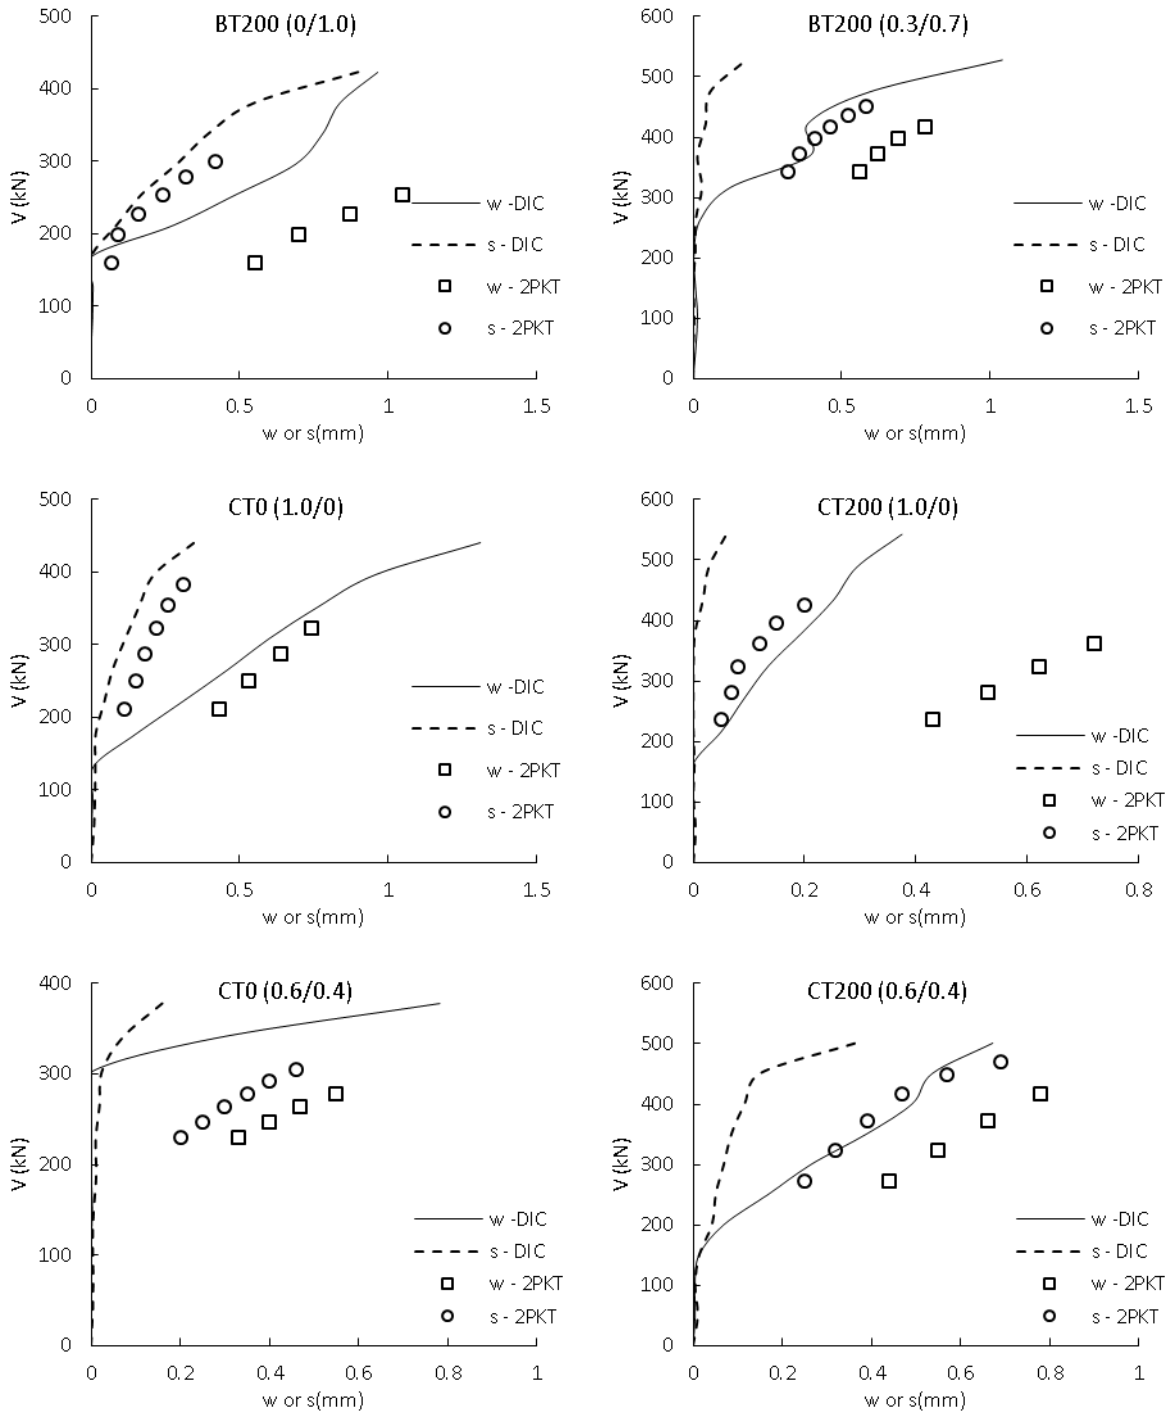 BT200 (0/1.0)
500
400
300
200
100
0
V (kN)
0 0.5 1 1.5
w or s(mm)
w -DIC
s - DIC
w - 2PKT
s - 2PKT
BT200 (0.3/0.7)
600
500
400
300
200
100
0
V (kN)
0 0.5 1 1.5
w or s(mm)
w -DIC
s - DIC
w - 2PKT
s - 2PKT
CT0 (1.0/0)
500
400
300
200
100
0
V (kN)
0 0.5 1 1.5
w or s(mm)
w -DIC
s - DIC
w - 2PKT
s - 2PKT
CT200 (1.0/0)
600
500
400
300
200
100
0
V (kN)
0 0.2 0.4 0.6 0.8
w or s(mm)
w -DIC
s - DIC
w - 2PKT
s - 2PKT
CT0 (0.6/0.4)
400
300
200
100
0
V (kN)
0 0.2 0.4 0.6 0.8 1
w or s(mm)
w -DIC
s - DIC
w - 2PKT
s - 2PKT
CT200 (0.6/0.4)
600
500
400
300
200
100
0
V (kN)
0 0.2 0.4 0.6 0.8 1
w or s(mm)
w -DIC
s - DIC
w - 2PKT
s - 2PKT